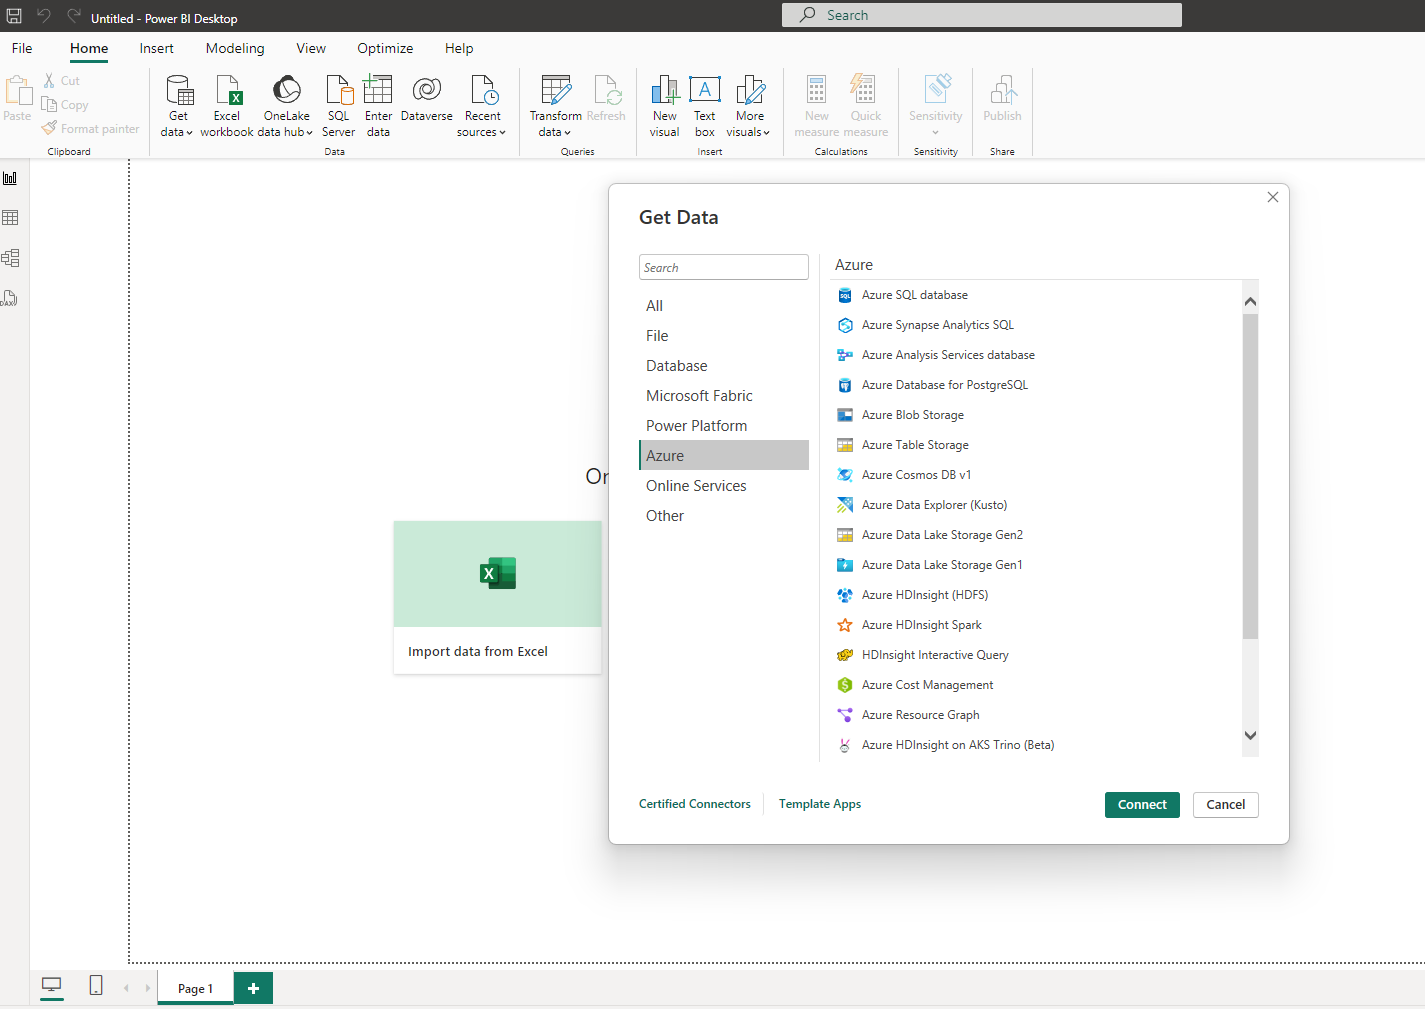 Untitled - Power BI Desktop
Search
File Home Insert Modeling View Optimize Help
Paste
Cut
Copy
Format painter
Clipboard
Get data
Excel workbook
OneLake data hub
SQL Server
Enter data
Dataverse
Recent sources
Data
Transform data
Refresh
Queries
New visual
Text box
More visuals
Insert
New measure
Quick measure
Calculations
Sensitivity
Sensitivity
Publish
Share
Import data from Excel
Get Data
Search
All
File
Database
Microsoft Fabric
Power Platform
Azure
Online Services
Other
Azure
Azure SQL database
Azure Synapse Analytics SQL
Azure Analysis Services database
Azure Database for PostgreSQL
Azure Blob Storage
Azure Table Storage
Azure Cosmos DB v1
Azure Data Explorer (Kusto)
Azure Data Lake Storage Gen2
Azure Data Lake Storage Gen1
Azure HDInsight (HDFS)
Azure HDInsight Spark
HDInsight Interactive Query
Azure Cost Management
Azure Resource Graph
Azure HDInsight on AKS Trino (Beta)
Certified Connectors
Template Apps
Connect
Cancel
Page 1